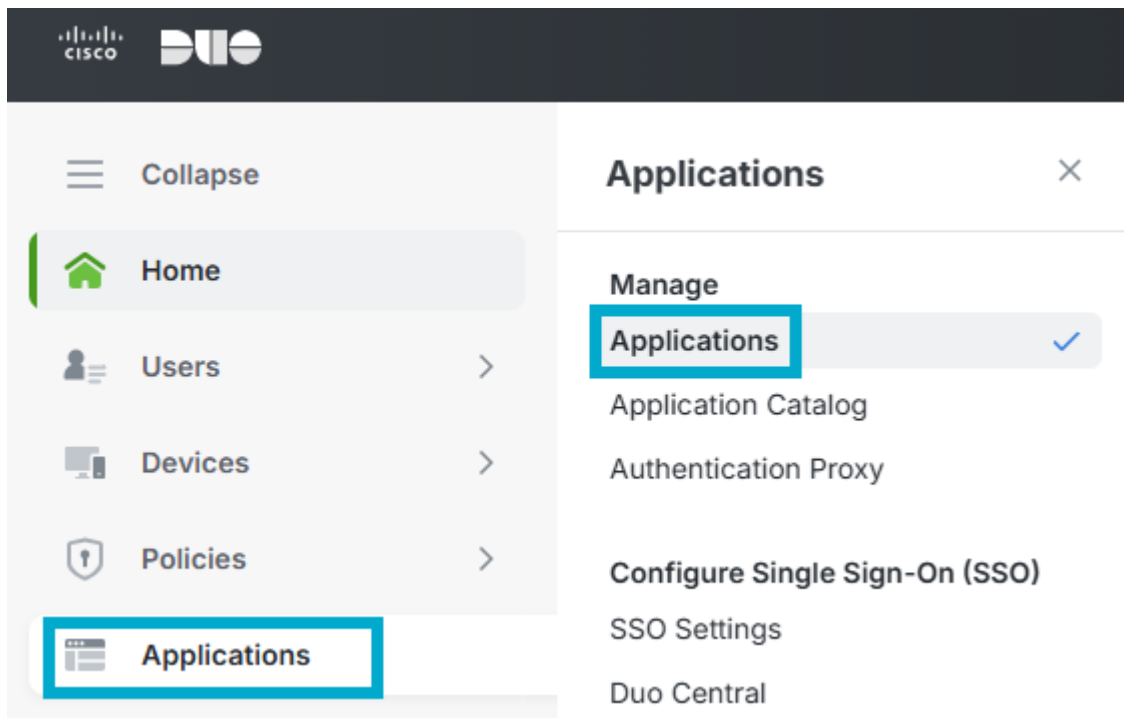 cisco DUO
Collapse
Home
Users
Devices
Policies
Applications
Applications
Manage
Applications
Application Catalog
Authentication Proxy
Configure Single Sign-On (SSO)
SSO Settings
Duo Central